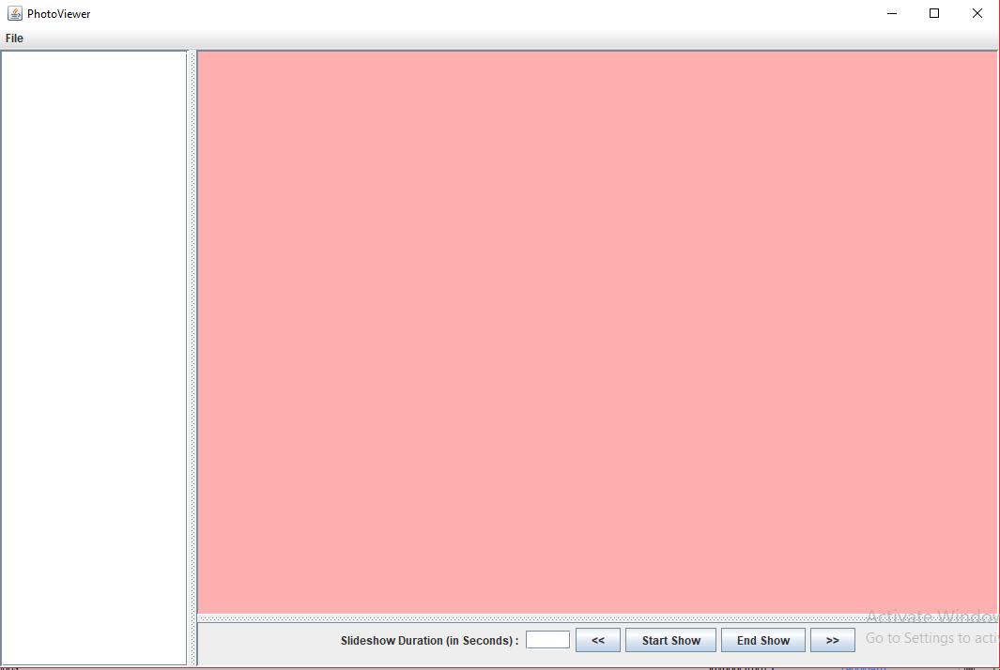 PhotoViewer
File
Slideshow Duration (in Seconds) :
<<
Start Show
End Show
>>
Activate Window
Go to Settings to acti